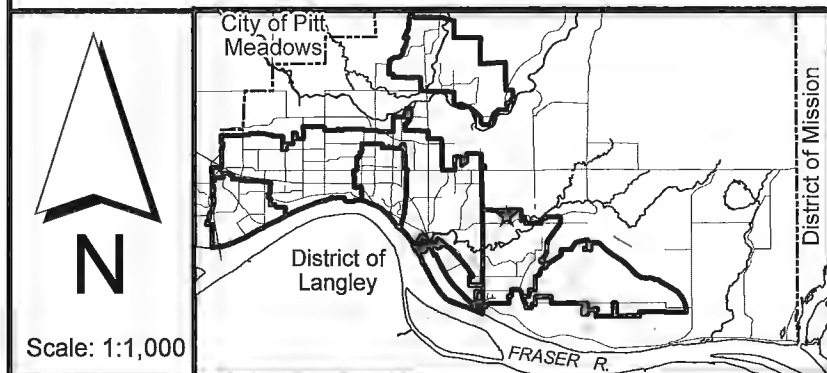 City of Pitt
Meadows
District of Mission
District of
Langley
N
Scale: 1:1,000
FRASER R.